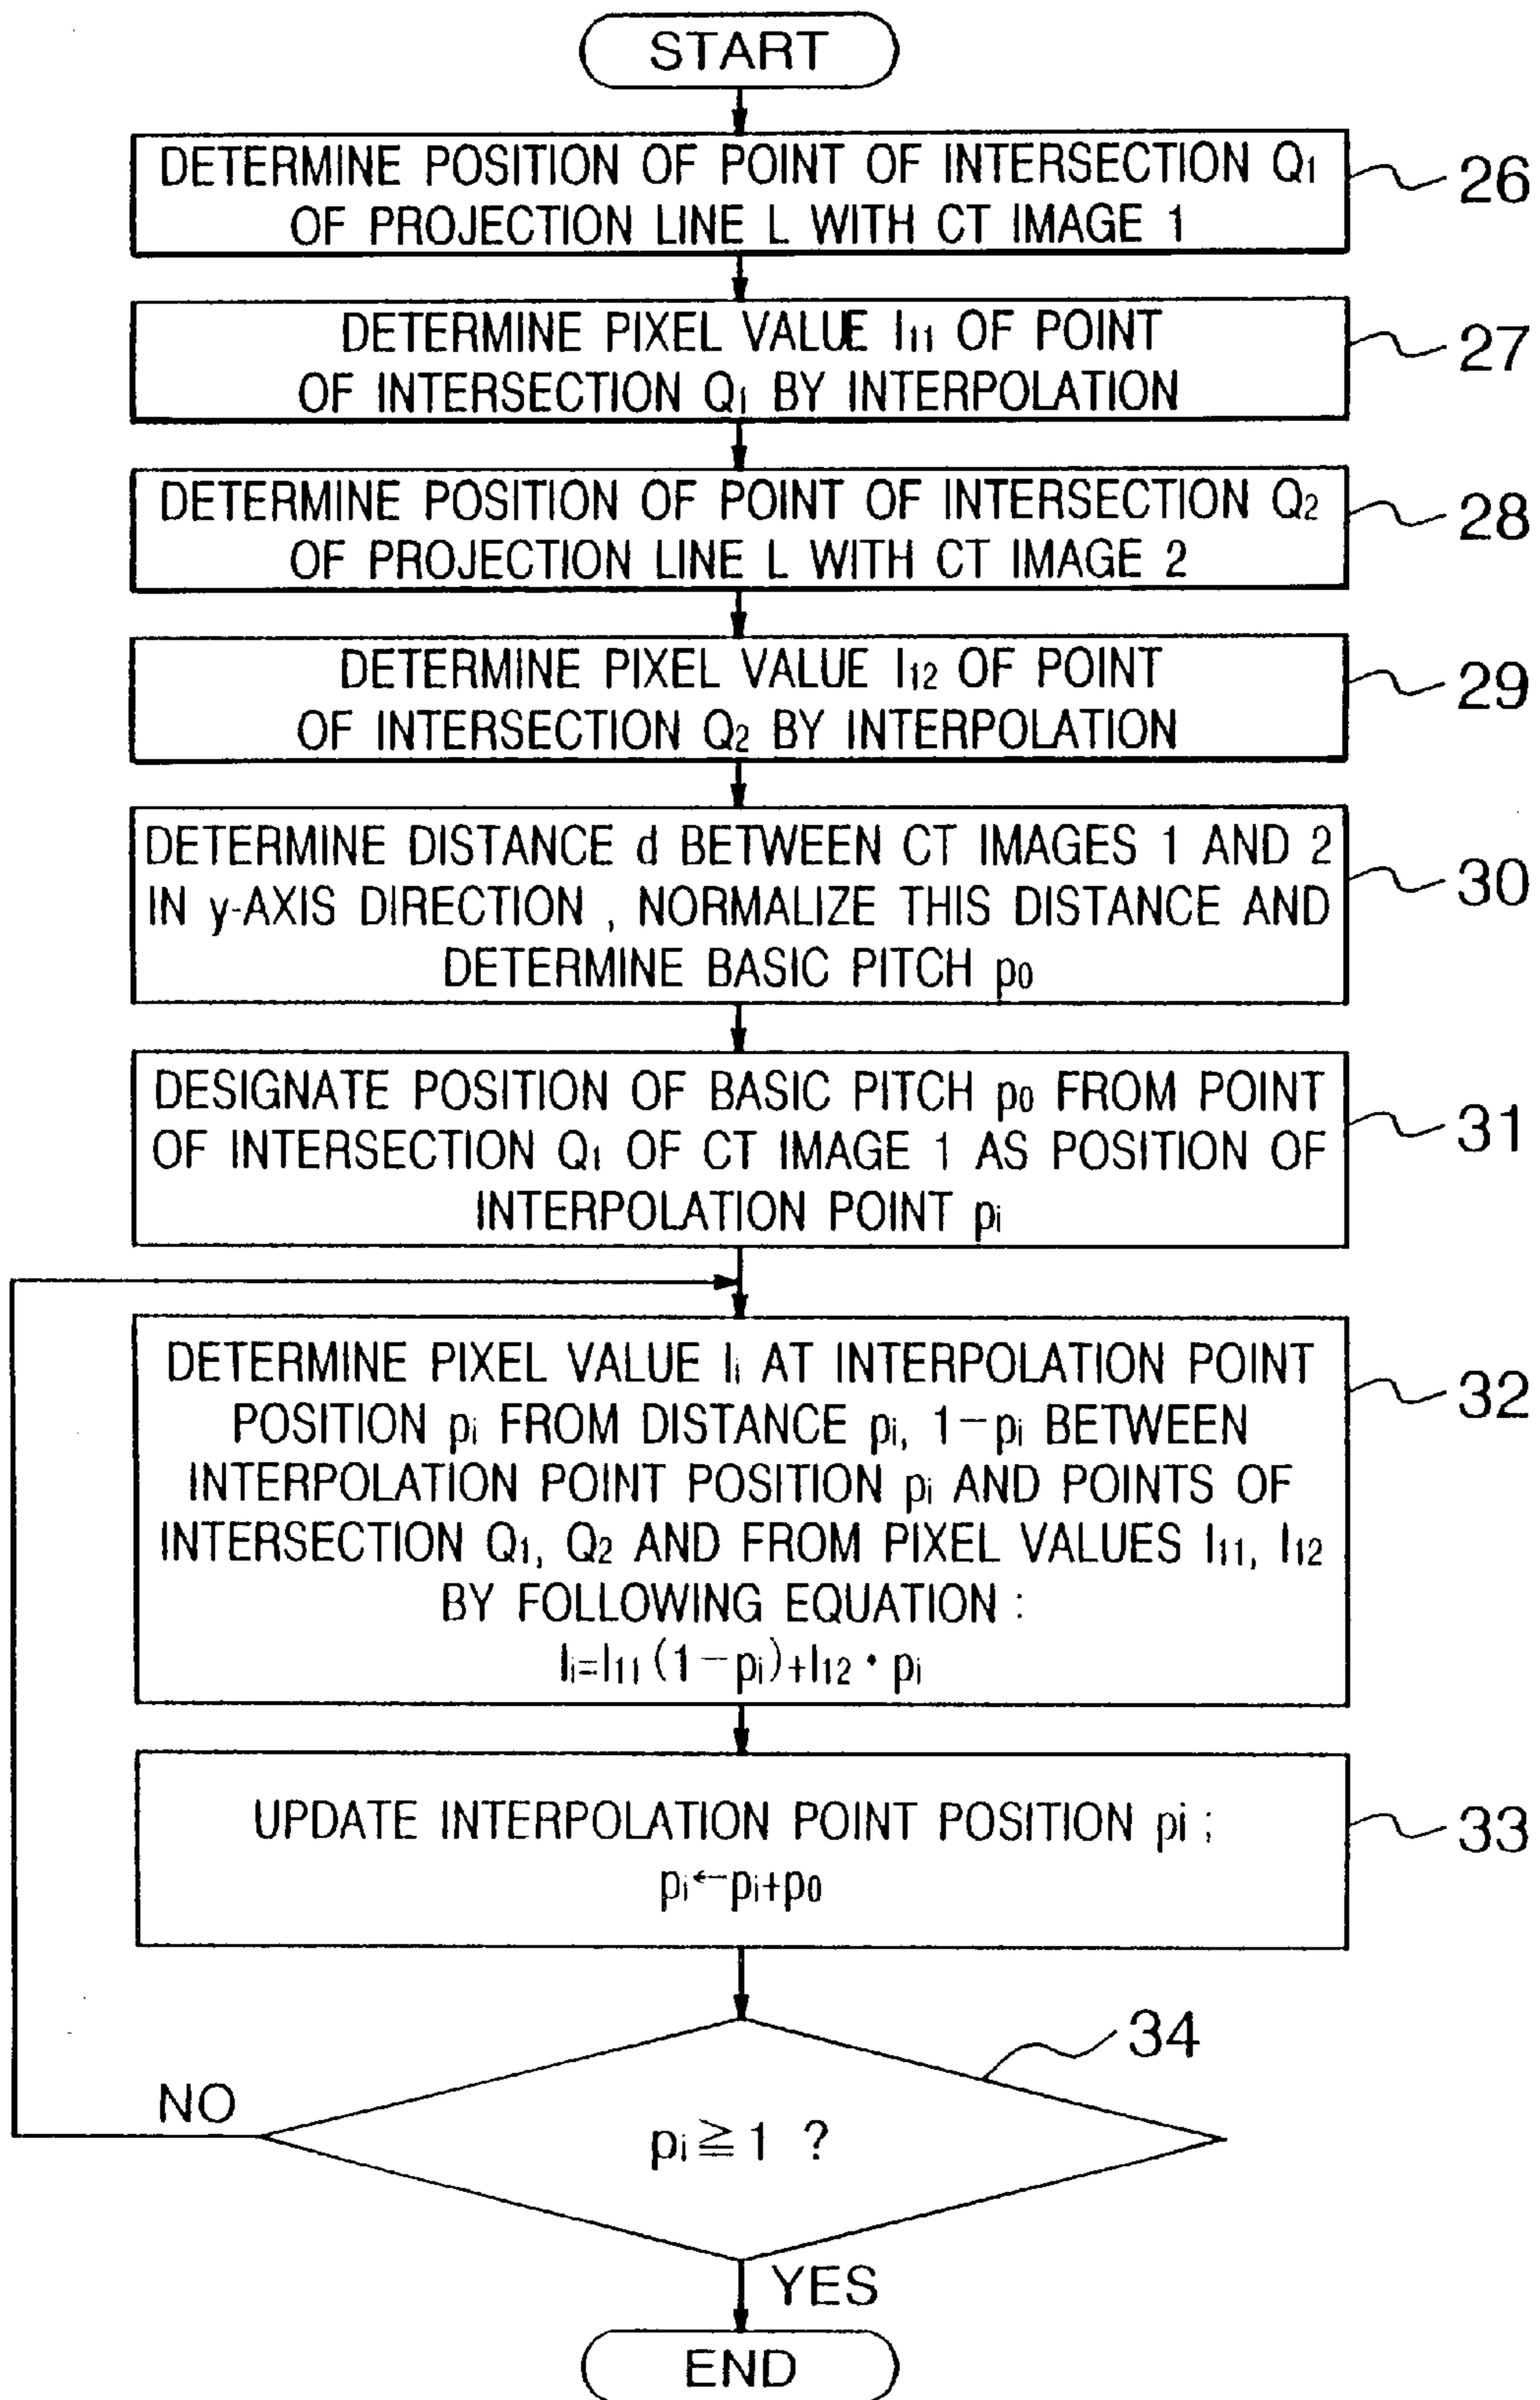 START
DETERMINE POSITION OF POINT OF INTERSECTION Q1
OF PROJECTION LINE L WITH CT IMAGE 1
26
DETERMINE PIXEL VALUE I11 OF POINT
OF INTERSECTION Q1 BY INTERPOLATION
27
DETERMINE POSITION OF POINT OF INTERSECTION Q2
OF PROJECTION LINE L WITH CT IMAGE 2
28
DETERMINE PIXEL VALUE I12 OF POINT
OF INTERSECTION Q2 BY INTERPOLATION
29
DETERMINE DISTANCE d BETWEEN CT IMAGES 1 AND 2
IN y-AXIS DIRECTION , NORMALIZE THIS DISTANCE AND
DETERMINE BASIC PITCH p0
30
DESIGNATE POSITION OF BASIC PITCH p0 FROM POINT
OF INTERSECTION Q1 OF CT IMAGE 1 AS POSITION OF
INTERPOLATION POINT pi
31
DETERMINE PIXEL VALUE Ii AT INTERPOLATION POINT
POSITION pi FROM DISTANCE pi, 1-pi BETWEEN
INTERPOLATION POINT POSITION pi AND POINTS OF
INTERSECTION Q1, Q2 AND FROM PIXEL VALUES I11, I12
BY FOLLOWING EQUATION :
Ii=I11(1-pi)+I12・pi
32
UPDATE INTERPOLATION POINT POSITION pi ;
pi←pi+p0
33
34
NO
pi≧1 ?
YES
END